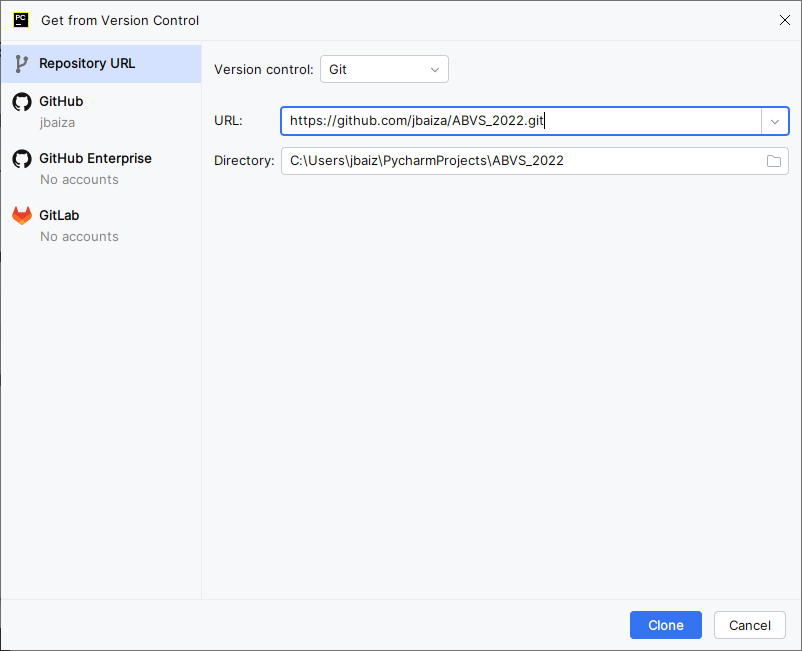 PC Get from Version Control
Repository URL
GitHub
jbaiza
GitHub Enterprise
No accounts
GitLab
No accounts
Version control: Git
URL: https://github.com/jbaiza/ABVS_2022.git
Directory: C:\Users\jbaiz\PycharmProjects\ABVS_2022
Clone Cancel